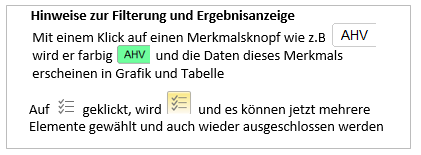 Hinweise zur Filterung und Ergebnisanzeige
Mit einem Klick auf einen Merkmalsknopf wie z.B AHV
wird er farbig AHV und die Daten dieses Merkmals
erscheinen in Grafik und Tabelle
Auf geklickt, wird und es können jetzt mehrere
Elemente gewählt und auch wieder ausgeschlossen werden